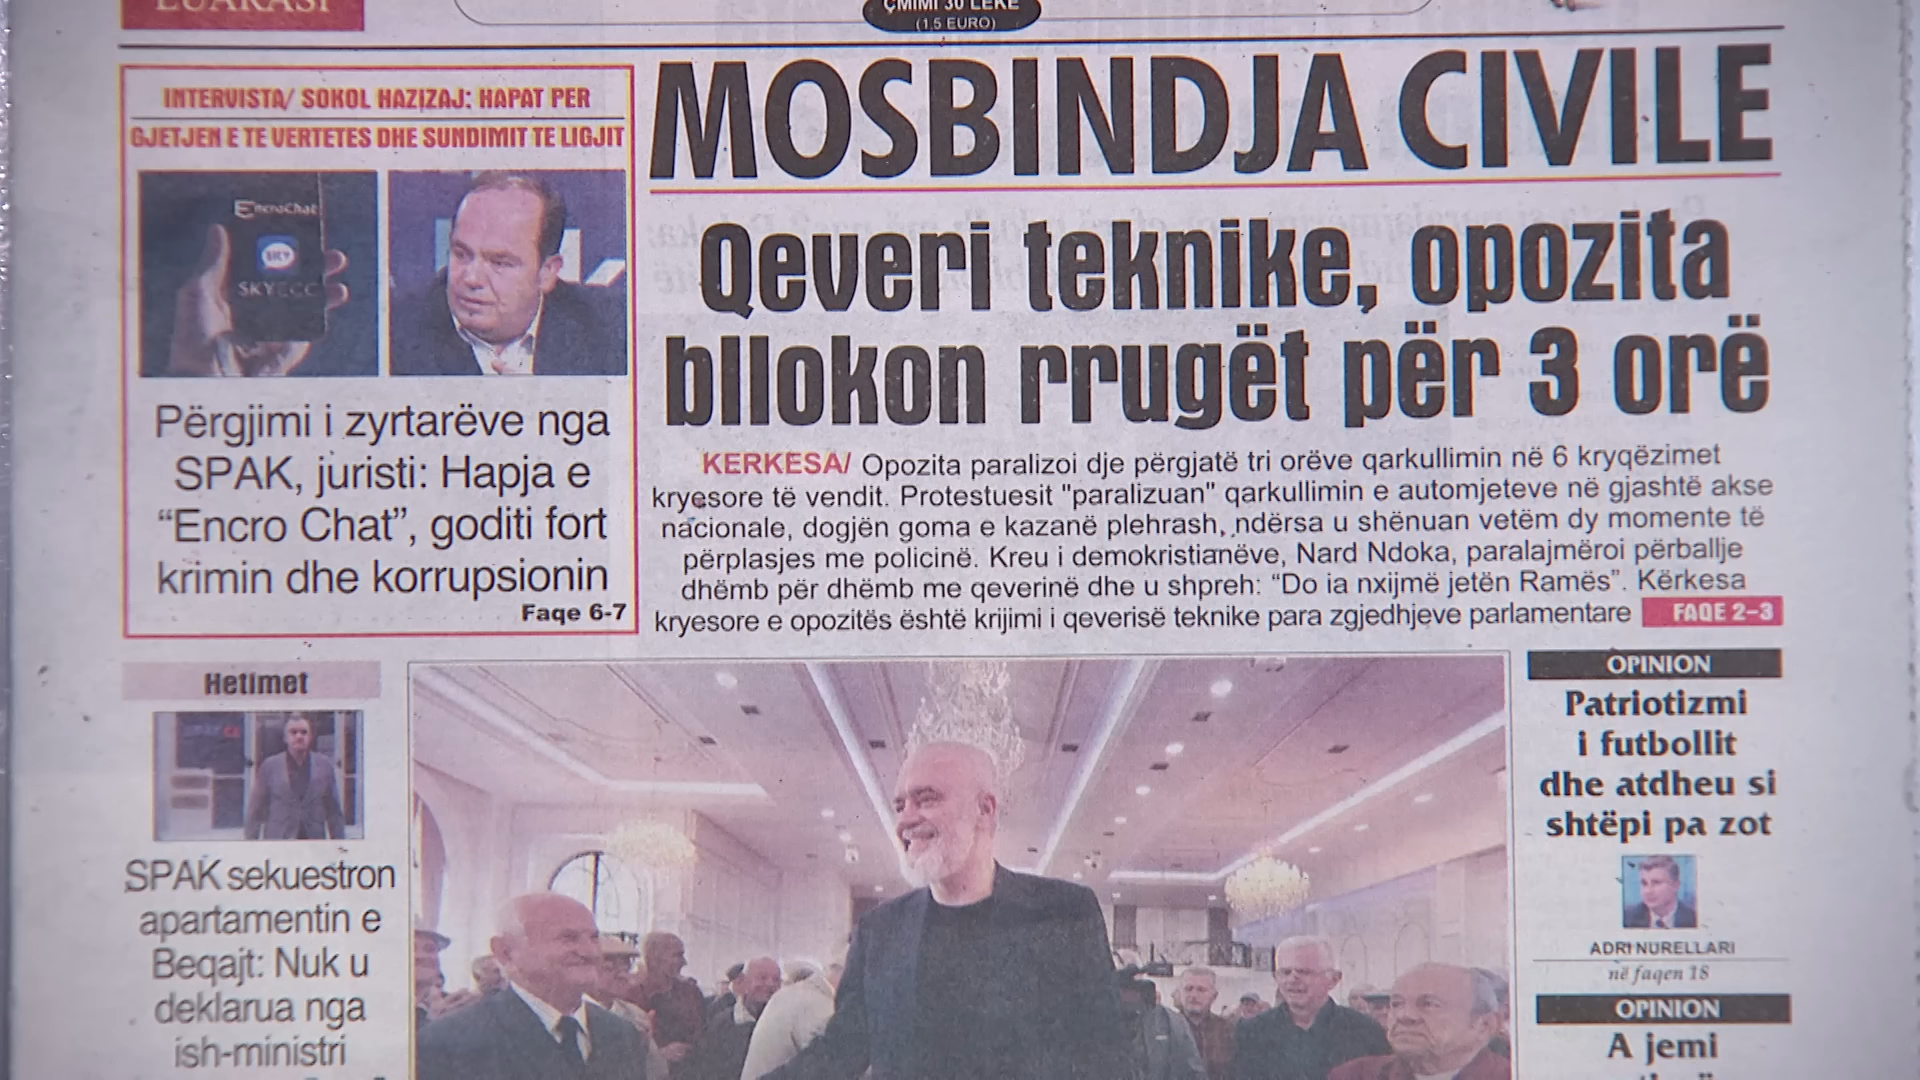 EUARASI
ÇMIMI 30 LEKE
(1,5 EURO)
INTERVISTA/ SOKOL HAZIZAJ: HAPAT PER
GJETJEN E TE VERTETES DHE SUNDIMIT TE LIGJIT
EncroChat
SKY
SKYECC
Përgjimi i zyrtarëve nga
SPAK, juristi: Hapja e
“Encro Chat”, goditi fort
krimin dhe korrupsionin
Faqe 6-7
MOSBINDJA CIVILE
Qeveri teknike, opozita
bllokon rrugët për 3 orë
KERKESA/ Opozita paralizoi dje përgjatë tri orëve qarkullimin në 6 kryqëzimet
kryesore të vendit. Protestuesit "paralizuan" qarkullimin e automjeteve në gjashtë akse
nacionale, dogjën goma e kazanë plehrash, ndërsa u shënuan vetëm dy momente të
përplasjes me policinë. Kreu i demokristianëve, Nard Ndoka, paralajmëroi përballje
dhëmb për dhëmb me qeverinë dhe u shpreh: “Do ia nxijmë jetën Ramës”. Kërkesa
kryesore e opozitës është krijimi i qeverisë teknike para zgjedhjeve parlamentare
FAQE 2-3
Hetimet
SPAK sekuestron
apartamentin e
Beqajt: Nuk u
deklarua nga
ish-ministri
OPINION
Patriotizmi
i futbollit
dhe atdheu si
shtëpi pa zot
ADRI NURELLARI
në faqen 18
OPINION
A jemi